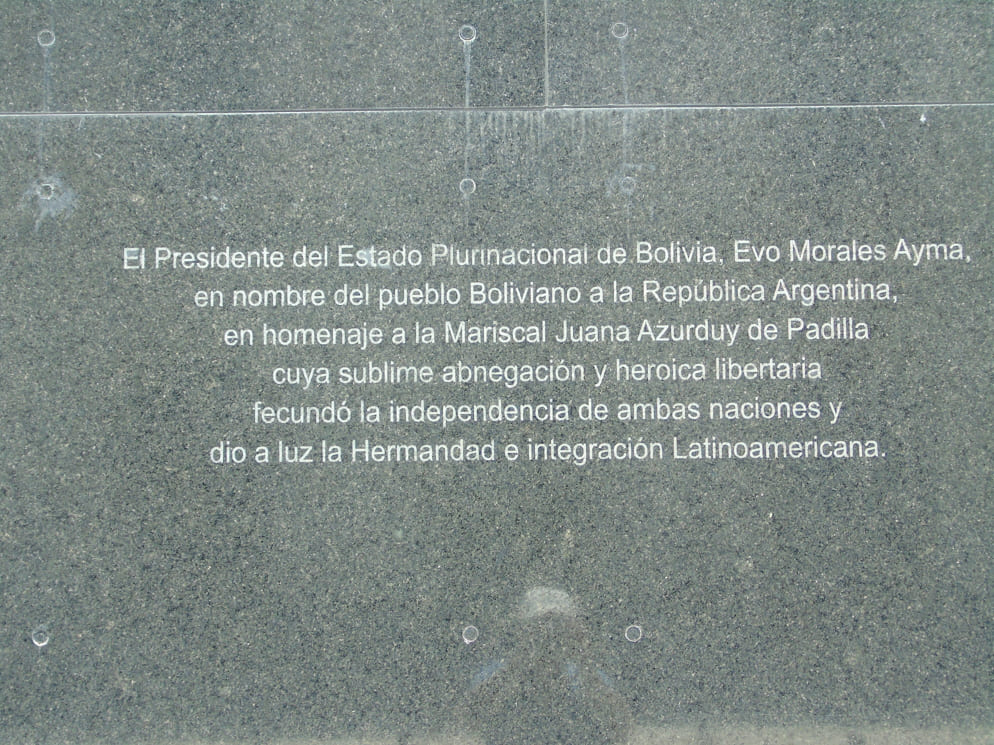 El Presidente del Estado Plurinacional de Bolivia, Evo Morales Ayma,
en nombre del pueblo Boliviano a la República Argentina,
en homenaje a la Mariscal Juana Azurduy de Padilla
cuya sublime abnegación y heroica libertaria
fecundó la independencia de ambas naciones y
dio a luz la Hermandad e integración Latinoamericana.